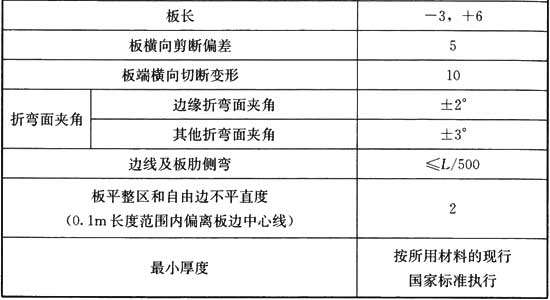 板长 -3，+6
板横向剪断偏差 5
板端横向切断变形 10
折弯面夹角 边缘折弯面夹角 ±2°
其他折弯面夹角 ±3°
边线及板肋侧弯 ≤L/500
板平整区和自由边不平直度
（0.1m 长度范围内偏离板边中心线） 2
最小厚度 按所用材料的现行
国家标准执行